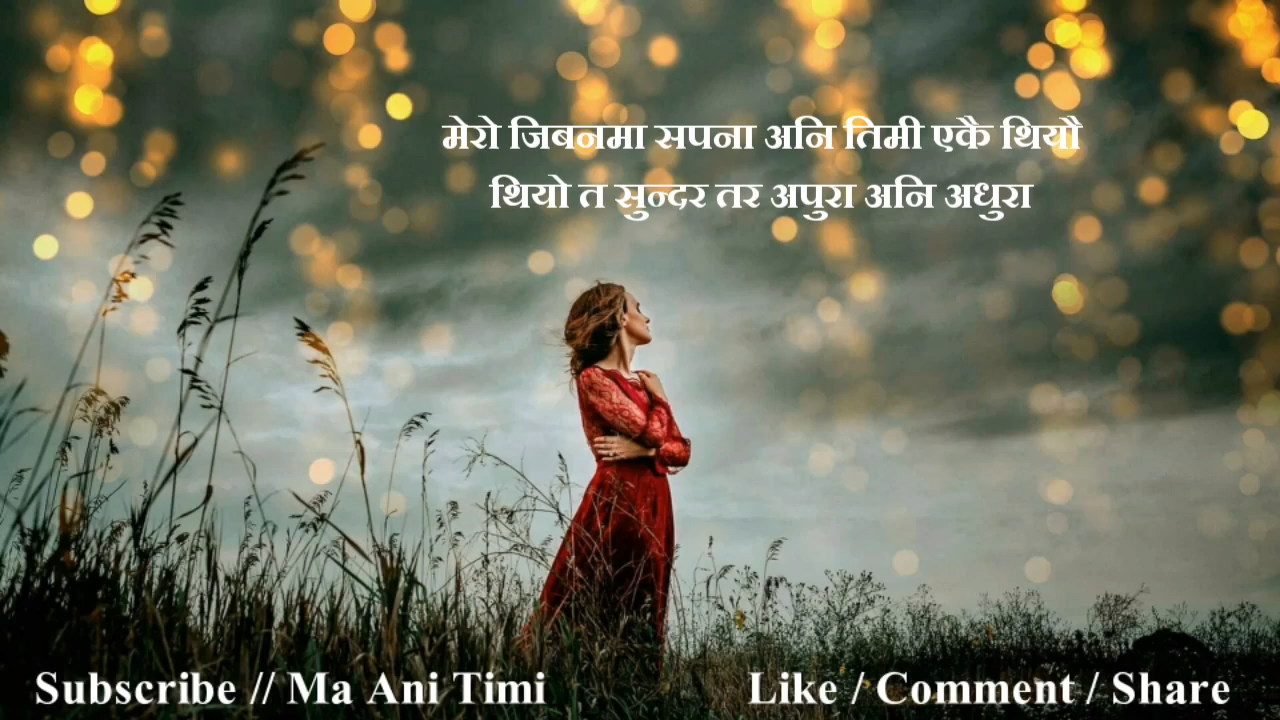 मेरो जिबनमा सपना अनि तिमी एकै थियौ
थियो त सुन्दर तर अपुरा अनि अधुरा
Subscribe // Ma Ani Timi
Like / Comment / Share